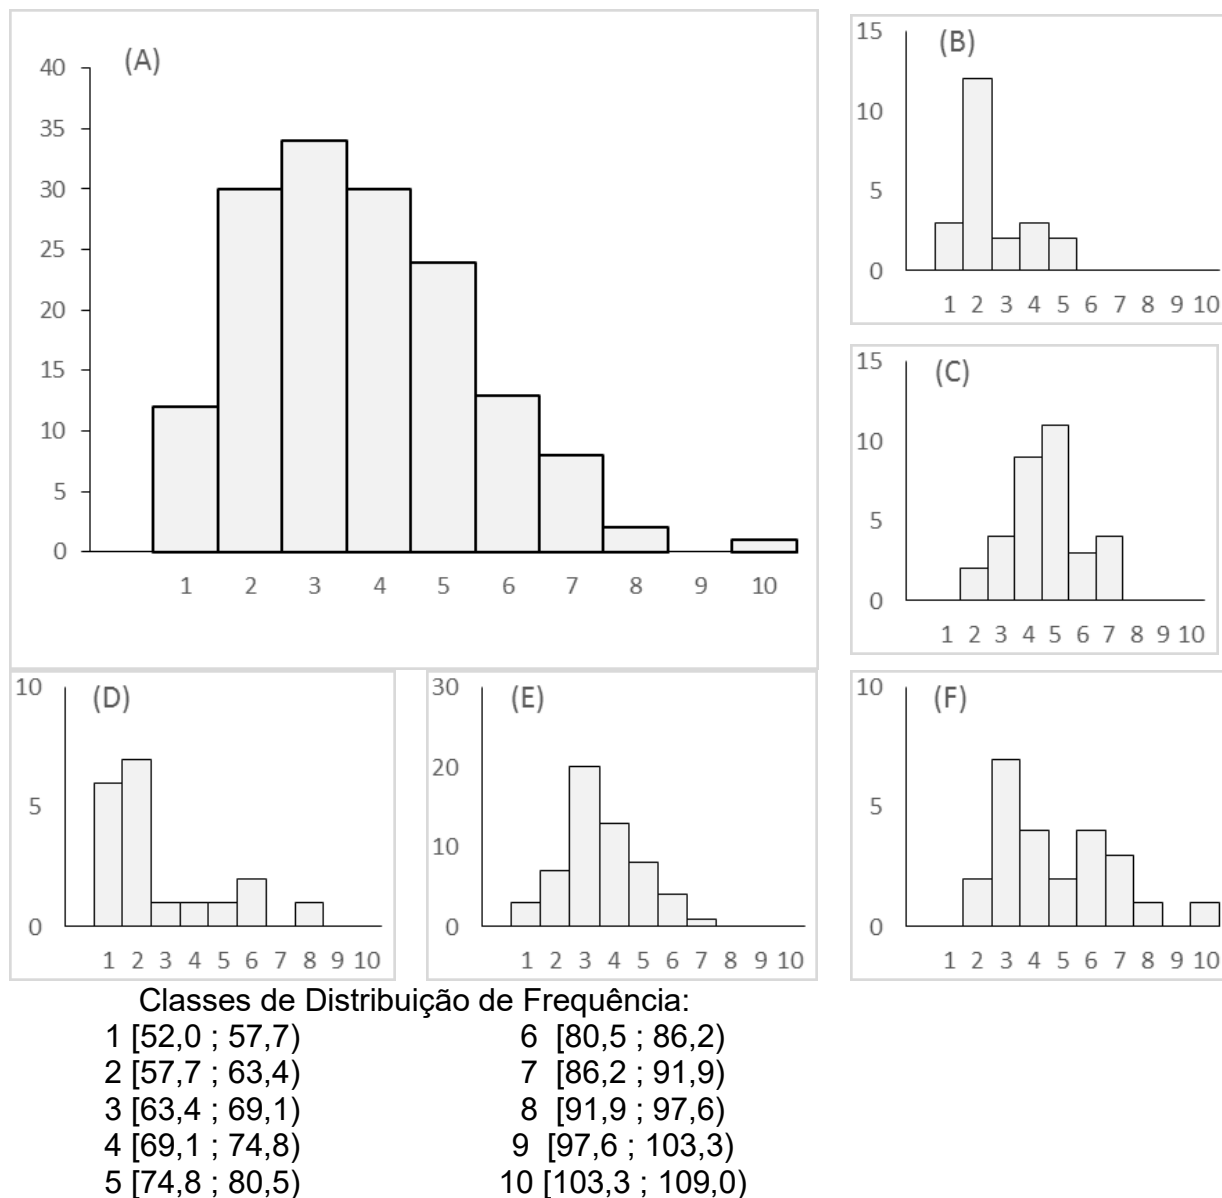 (A)
40
35
30
25
20
15
10
5
0
1 2 3 4 5 6 7 8 9 10
(B)
15
10
5
0
1 2 3 4 5 6 7 8 9 10
(C)
15
10
5
0
1 2 3 4 5 6 7 8 9 10
(D)
10
5
0
1 2 3 4 5 6 7 8 9 10
(E)
30
20
10
0
1 2 3 4 5 6 7 8 9 10
(F)
10
5
0
1 2 3 4 5 6 7 8 9 10
Classes de Distribuição de Frequência:
1 [52,0 ; 57,7)
2 [57,7 ; 63,4)
3 [63,4 ; 69,1)
4 [69,1 ; 74,8)
5 [74,8 ; 80,5)
6 [80,5 ; 86,2)
7 [86,2 ; 91,9)
8 [91,9 ; 97,6)
9 [97,6 ; 103,3)
10 [103,3 ; 109,0)